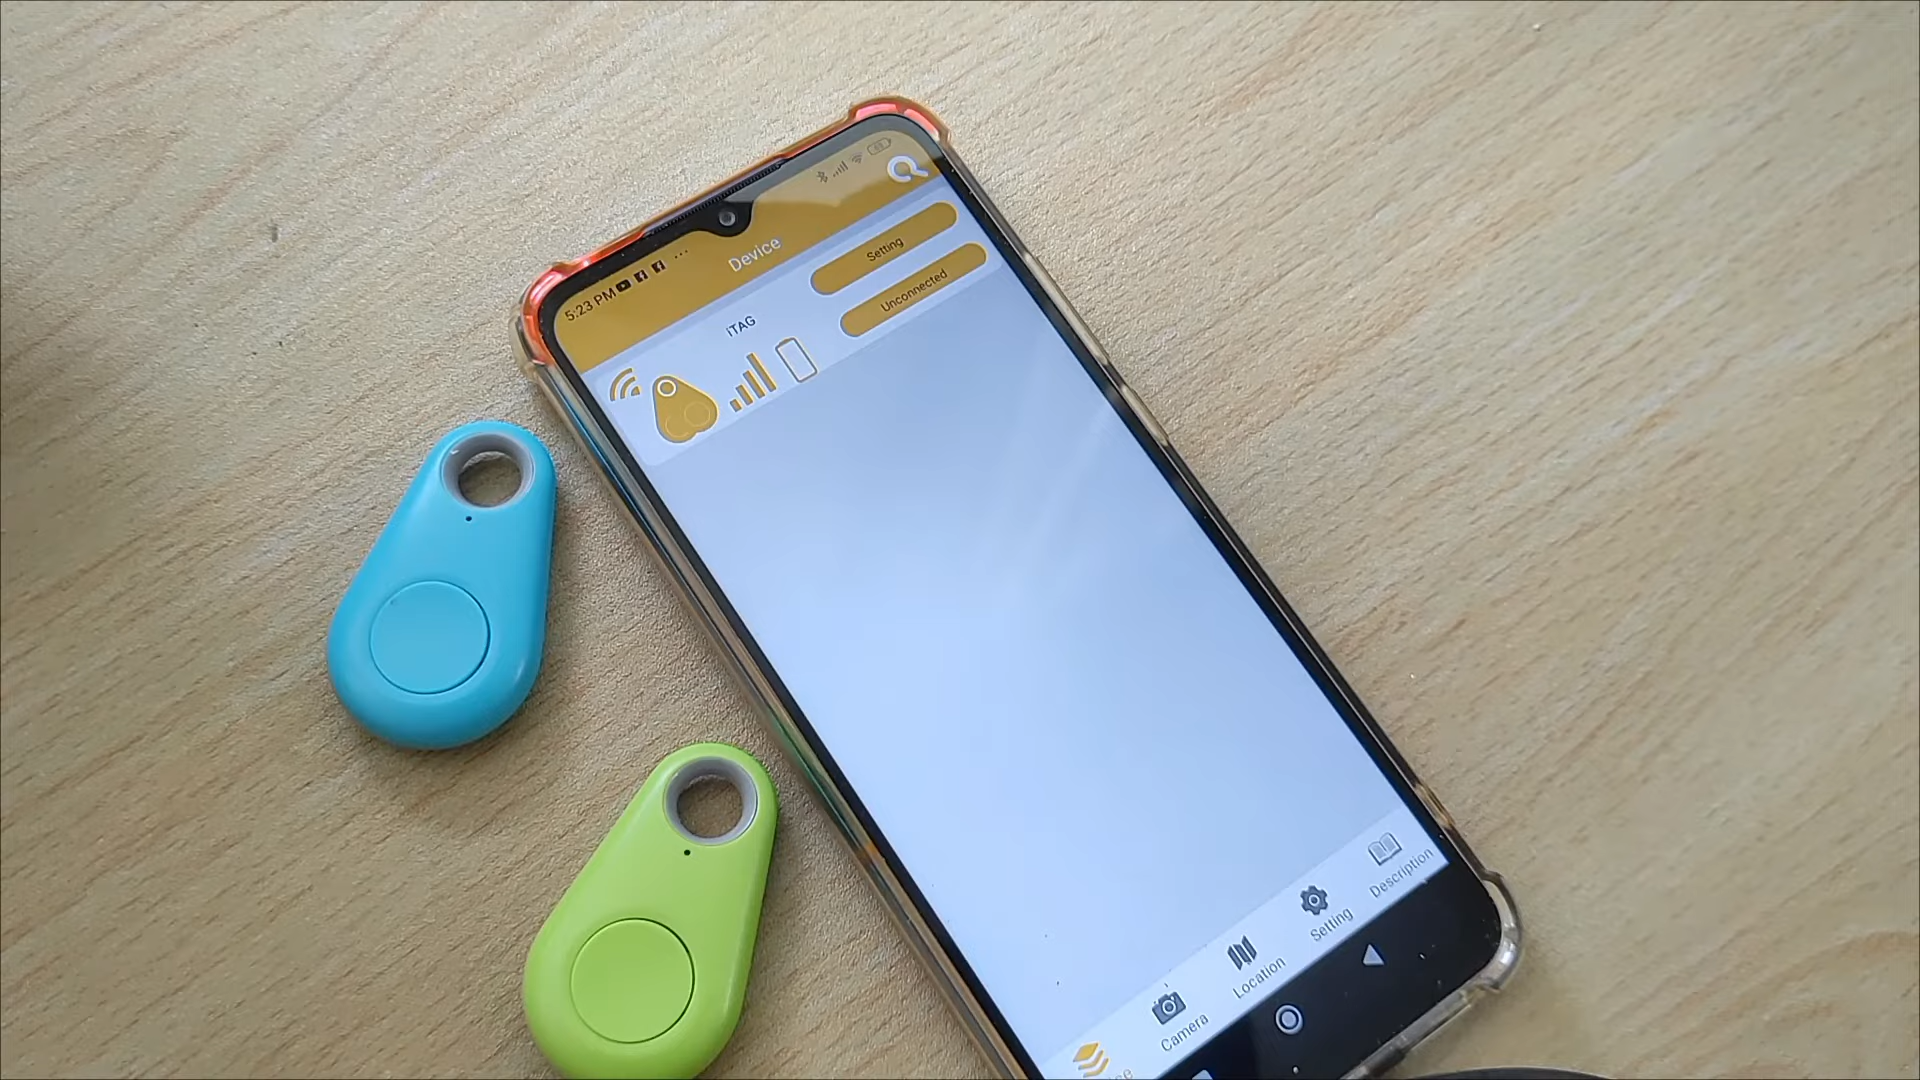 5:23 PM
Device
Setting
iTAG
Unconnected
Camera
Location
Setting
Description